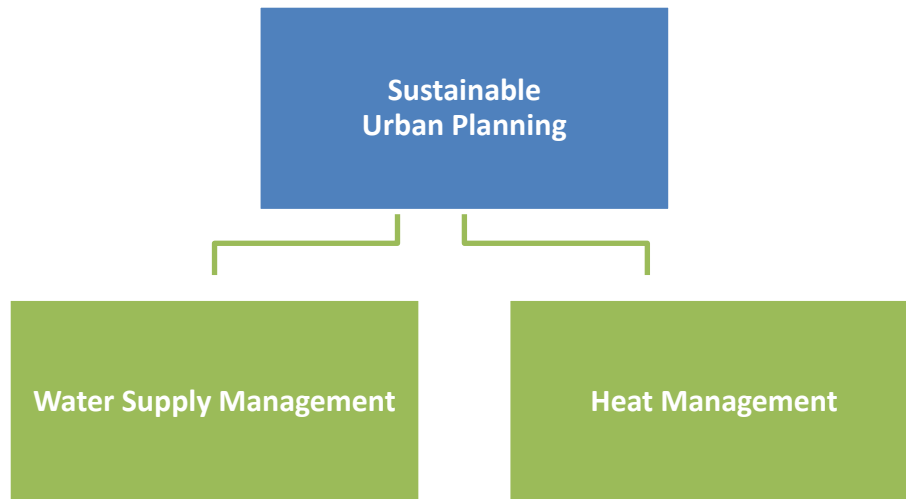 Sustainable
Urban Planning
Water Supply Management
Heat Management